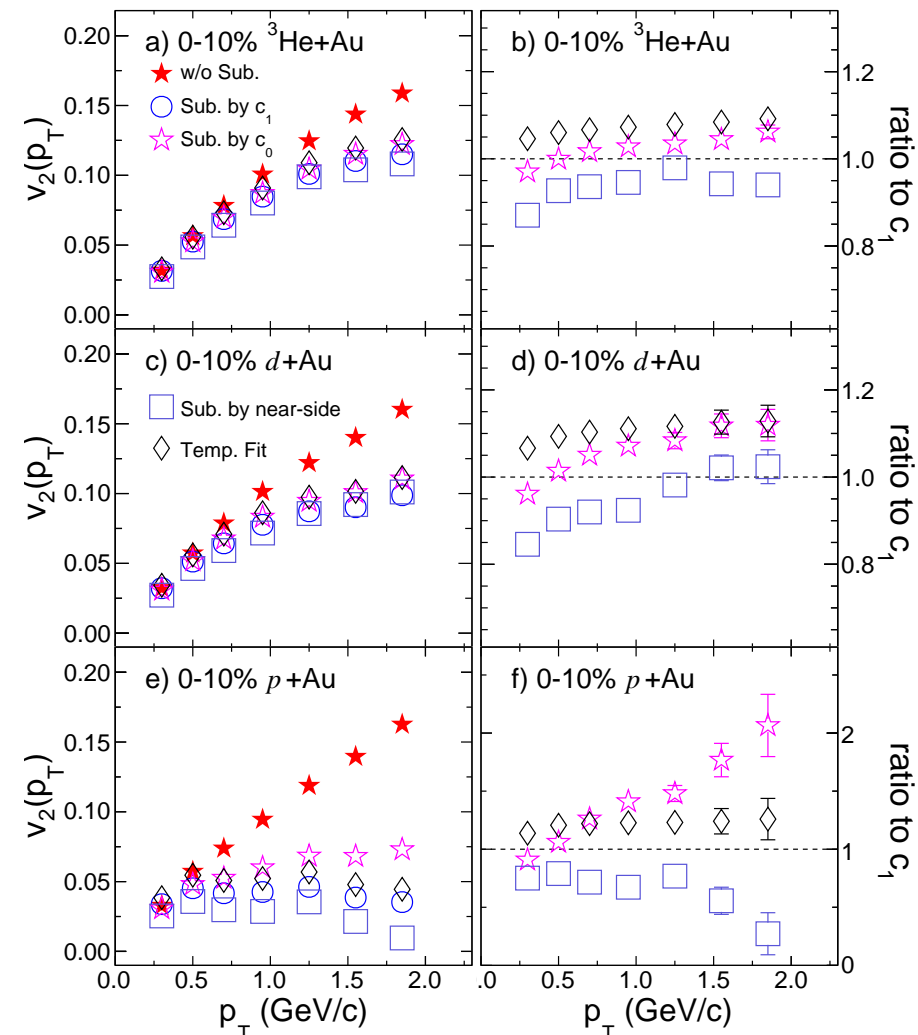 a) 0-10% ³He+Au
w/o Sub.
Sub. by c₁
Sub. by c₀
v₂(p_T)
0.20
0.15
0.10
0.05
0.00
b) 0-10% ³He+Au
1.2
1.0
0.8
ratio to c₁
c) 0-10% d+Au
Sub. by near-side
Temp. Fit
v₂(p_T)
0.20
0.15
0.10
0.05
0.00
d) 0-10% d+Au
1.2
1.0
0.8
ratio to c₁
e) 0-10% p+Au
v₂(p_T)
0.20
0.15
0.10
0.05
0.00
0.0 0.5 1.0 1.5 2.0
p_T (GeV/c)
f) 0-10% p+Au
2
1
0
ratio to c₁
.0 0.5 1.0 1.5 2.0
p_T (GeV/c)